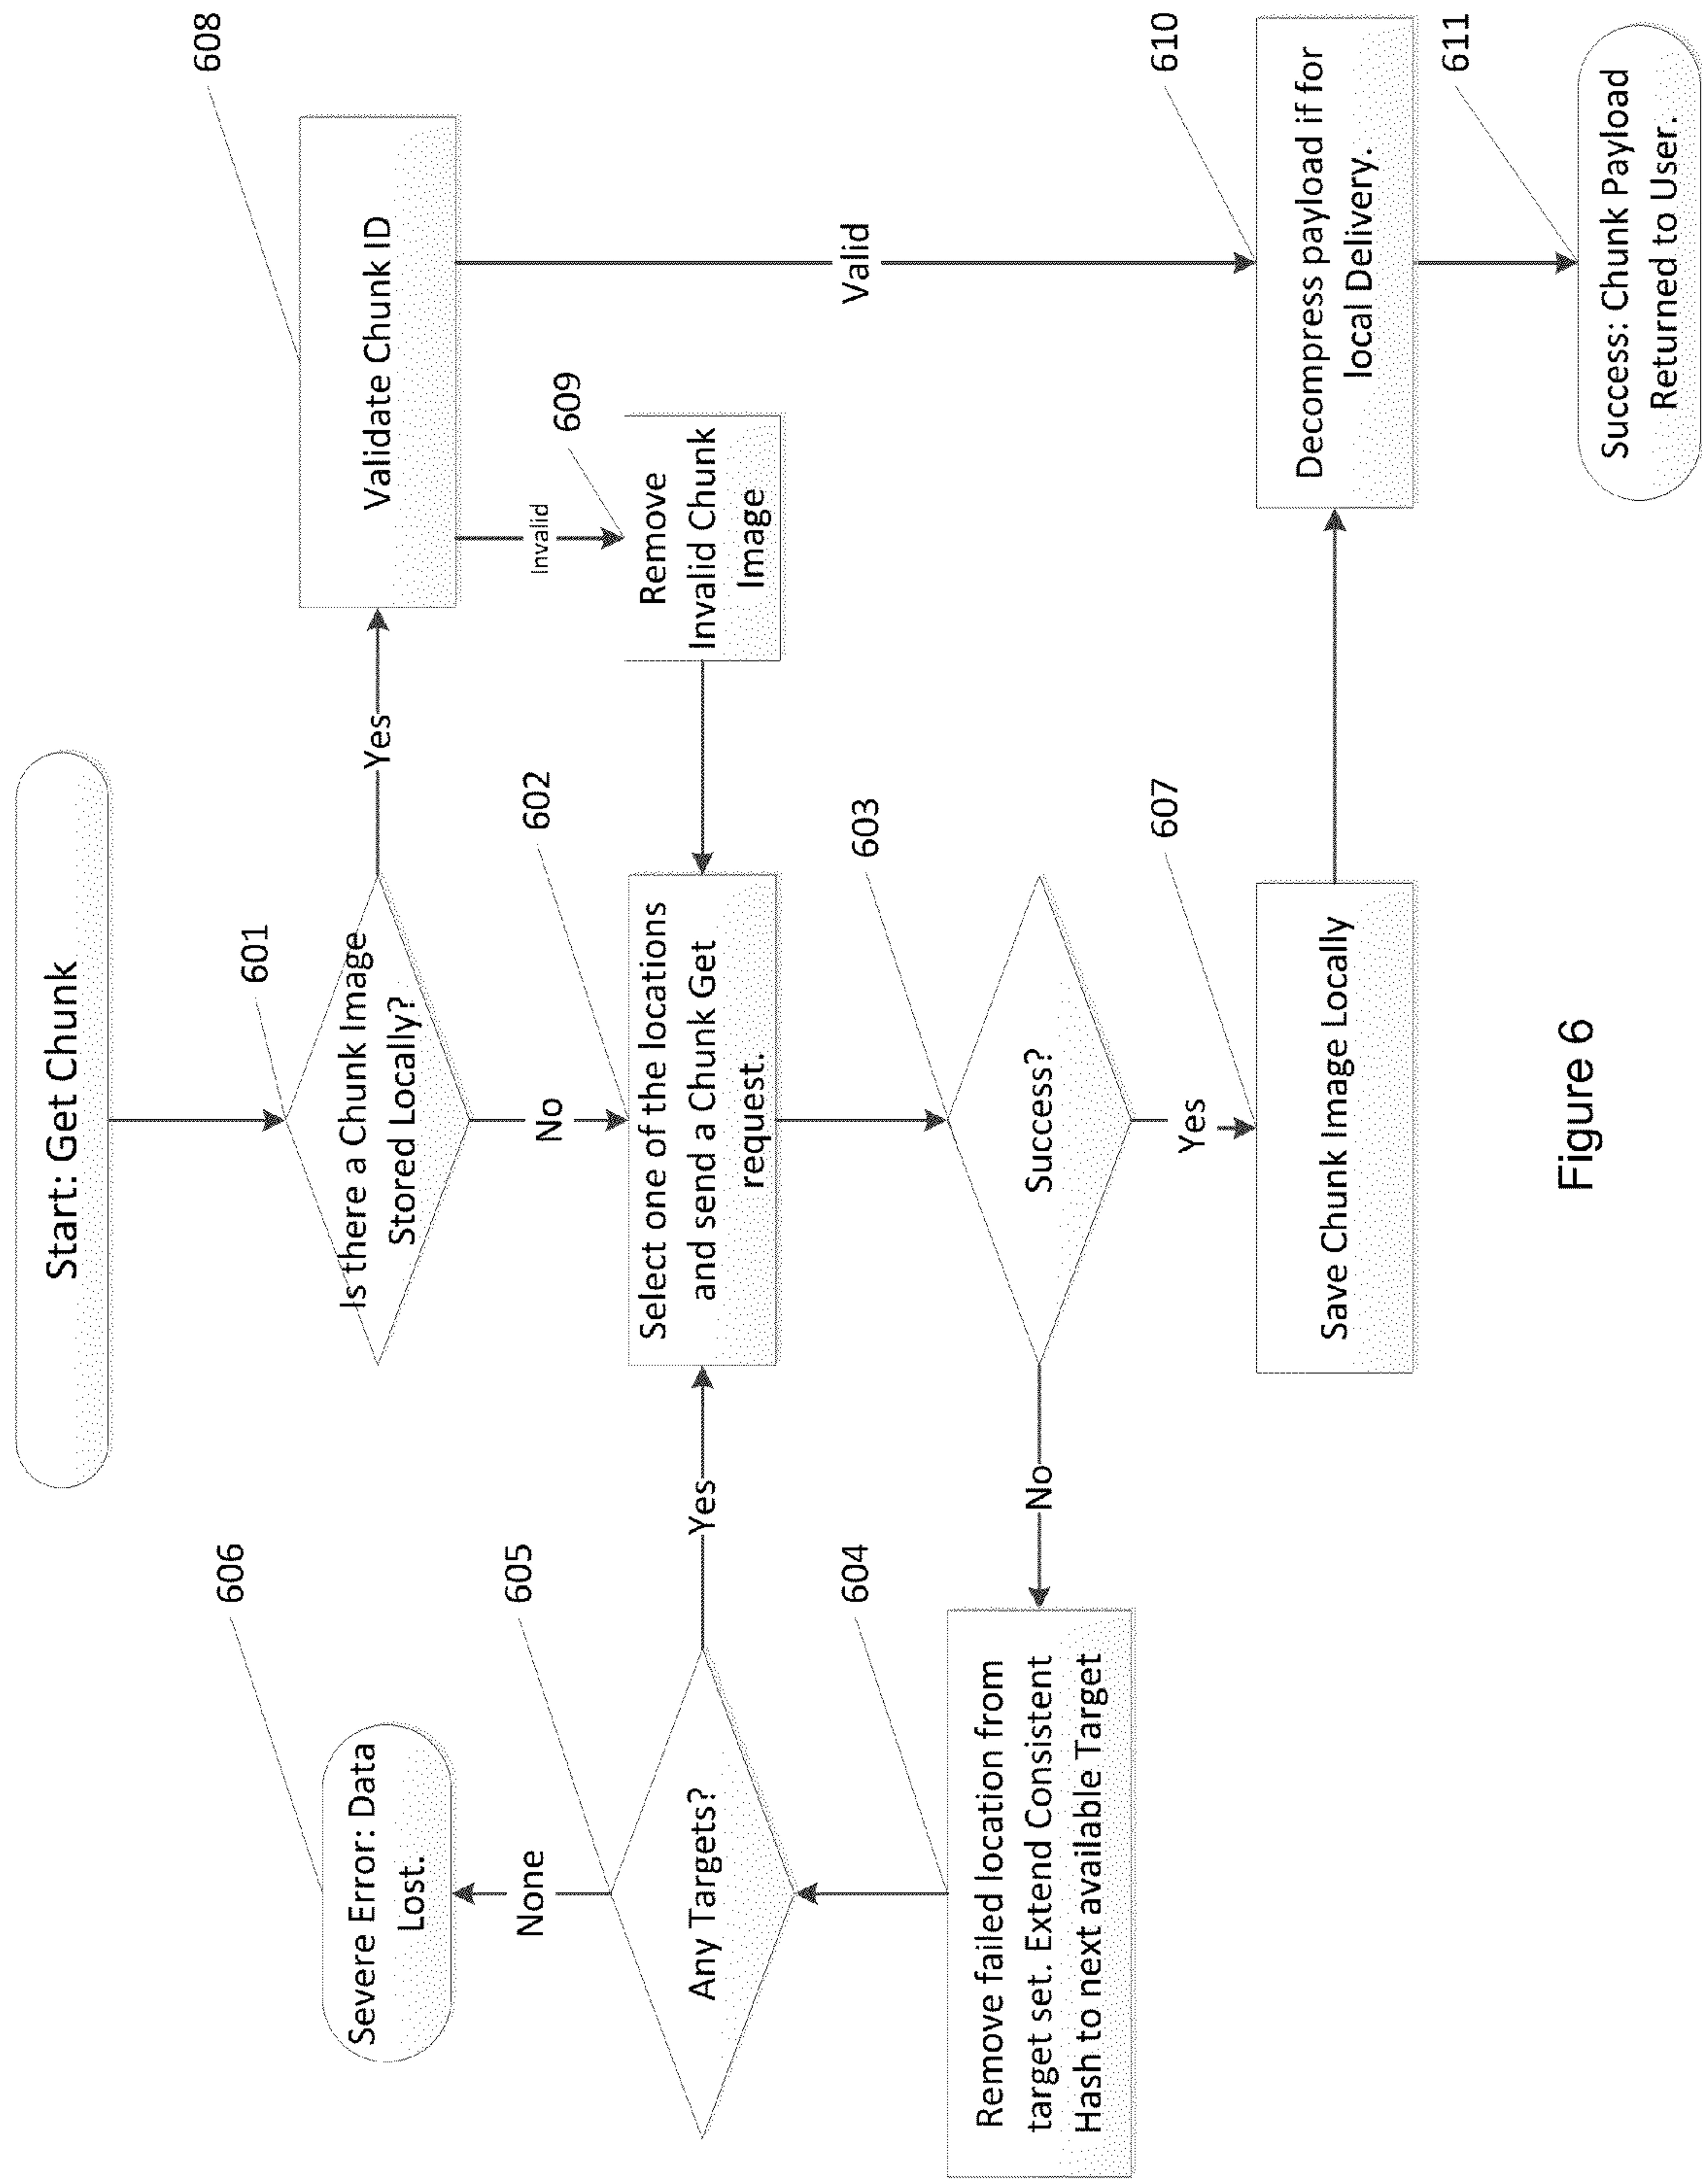 Start: Get Chunk
601
Is there a Chunk Image
Stored Locally?
Yes
608
Validate Chunk ID
No
Invalid
609
Remove
Invalid Chunk
Image
Valid
602
Select one of the locations
and send a Chunk Get
request.
603
Success?
No
604
Remove failed location from
target set. Extend Consistent
Hash to next available Target
605
Any Targets?
Yes
None
606
Severe Error: Data
Lost.
Yes
607
Save Chunk Image Locally
610
Decompress payload if for
local Delivery.
611
Success: Chunk Payload
Returned to User.
Figure 6